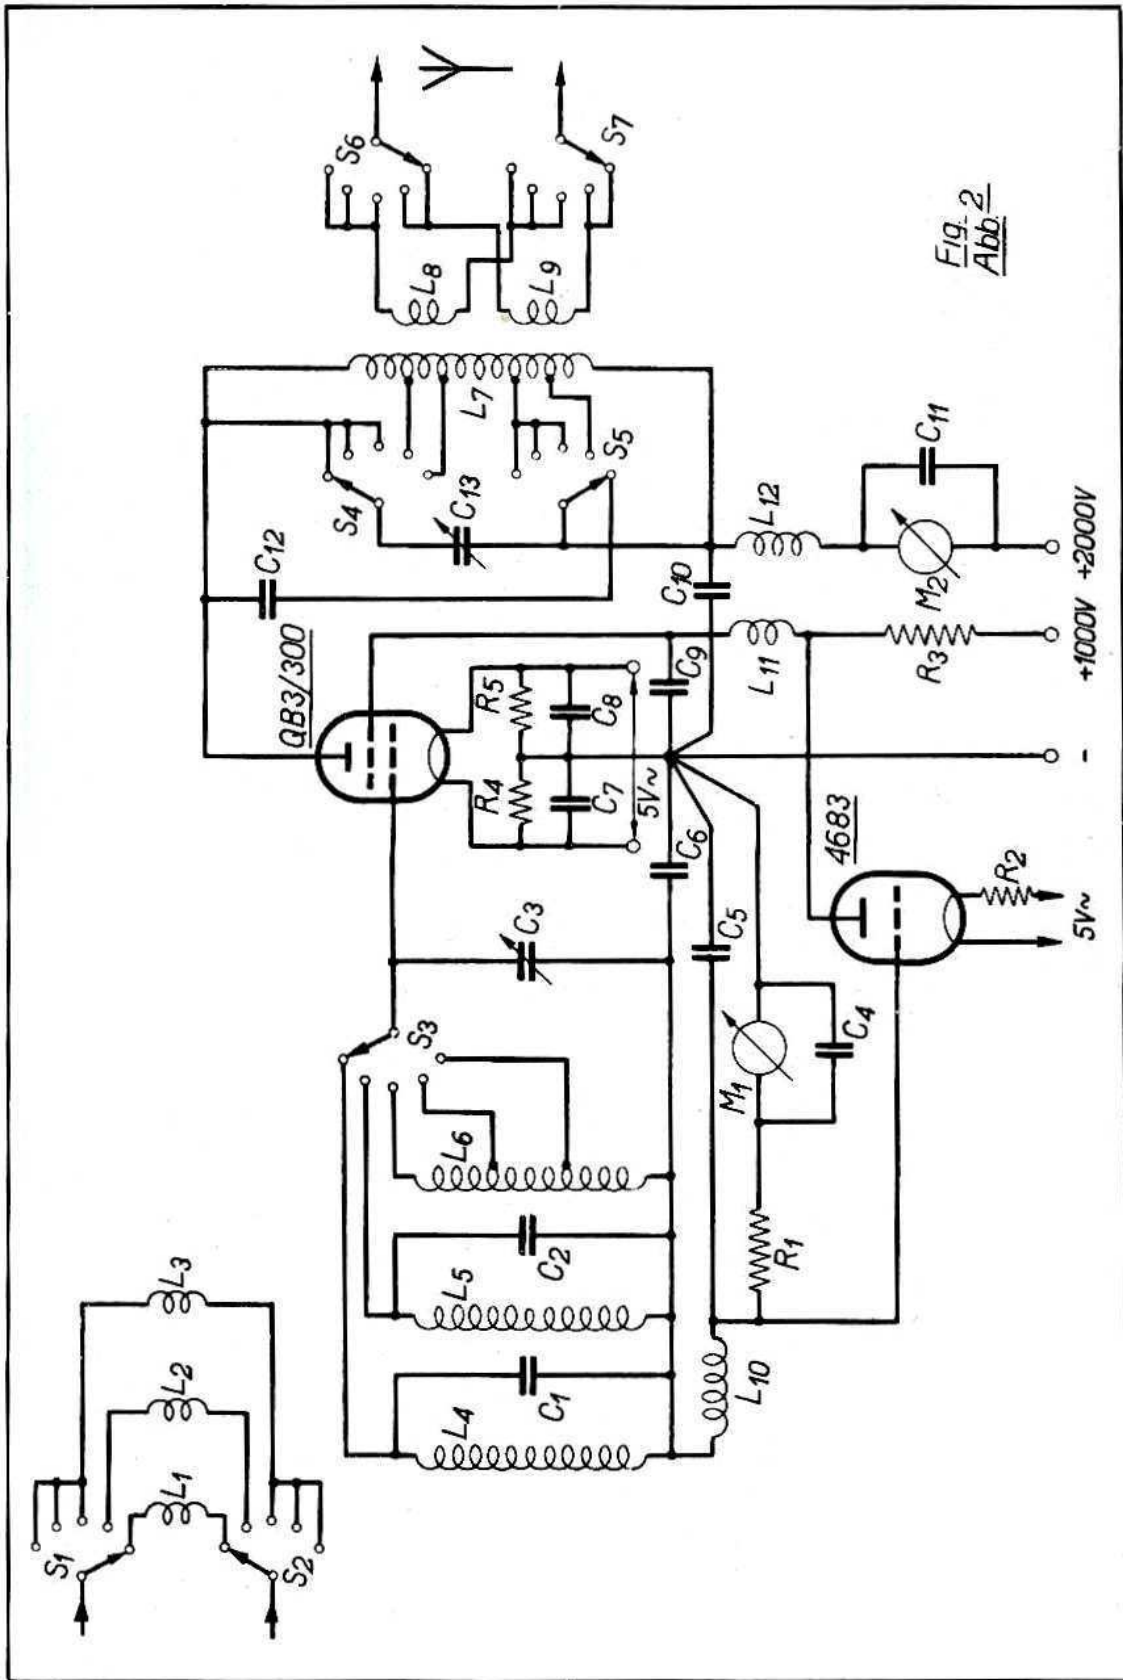 S1
S2
L1
L2
L3
L4
C1
L5
C2
L6
S3
C3
L10
R1
M1
C4
C5
C6
QB3/300
R4
R5
C7
C8
5V~
C9
C10
4683
R2
5V~
L11
R3
C12
S4
C13
S5
L7
L12
M2
C11
L8
L9
S6
S7
-
+1000V
+2000V
Fig. 2
Abb. 2